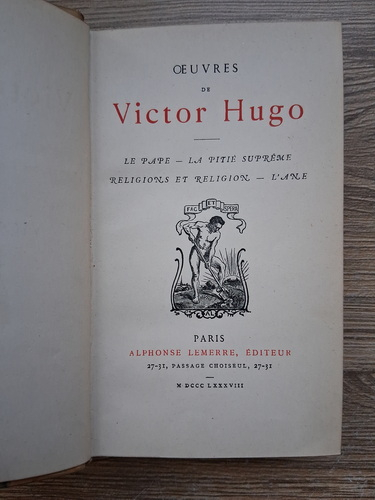 ŒUVRES
DE
Victor Hugo
LE PAPE — LA PITIÉ SUPRÊME
RELIGIONS ET RELIGION — L'ANE
FAC ET SPERA
AL
PARIS
ALPHONSE LEMERRE, ÉDITEUR
27-31, PASSAGE CHOISEUL, 27-31
M DCCC LXXXVIII